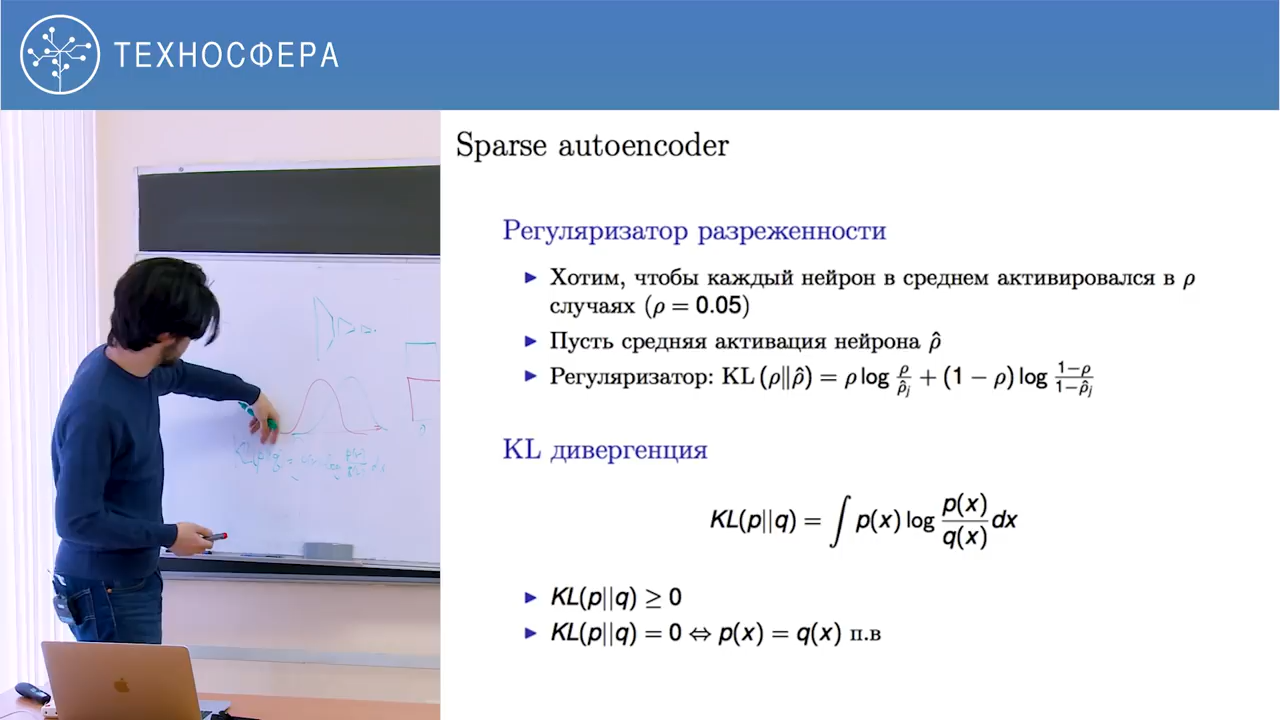 ТЕХНОСФЕРА
Sparse autoencoder
Регуляризатор разреженности
▶ Хотим, чтобы каждый нейрон в среднем активировался в ρ
случаях (ρ = 0.05)
▶ Пусть средняя активация нейрона ρ̂
▶ Регуляризатор: KL (ρ||ρ̂) = ρ log ρ/ρ̂ⱼ + (1 − ρ) log (1−ρ)/(1−ρ̂ⱼ)
KL дивергенция
KL(p||q) = ∫ p(x) log p(x)/q(x) dx
▶ KL(p||q) ≥ 0
▶ KL(p||q) = 0 ⇔ p(x) = q(x) п.в